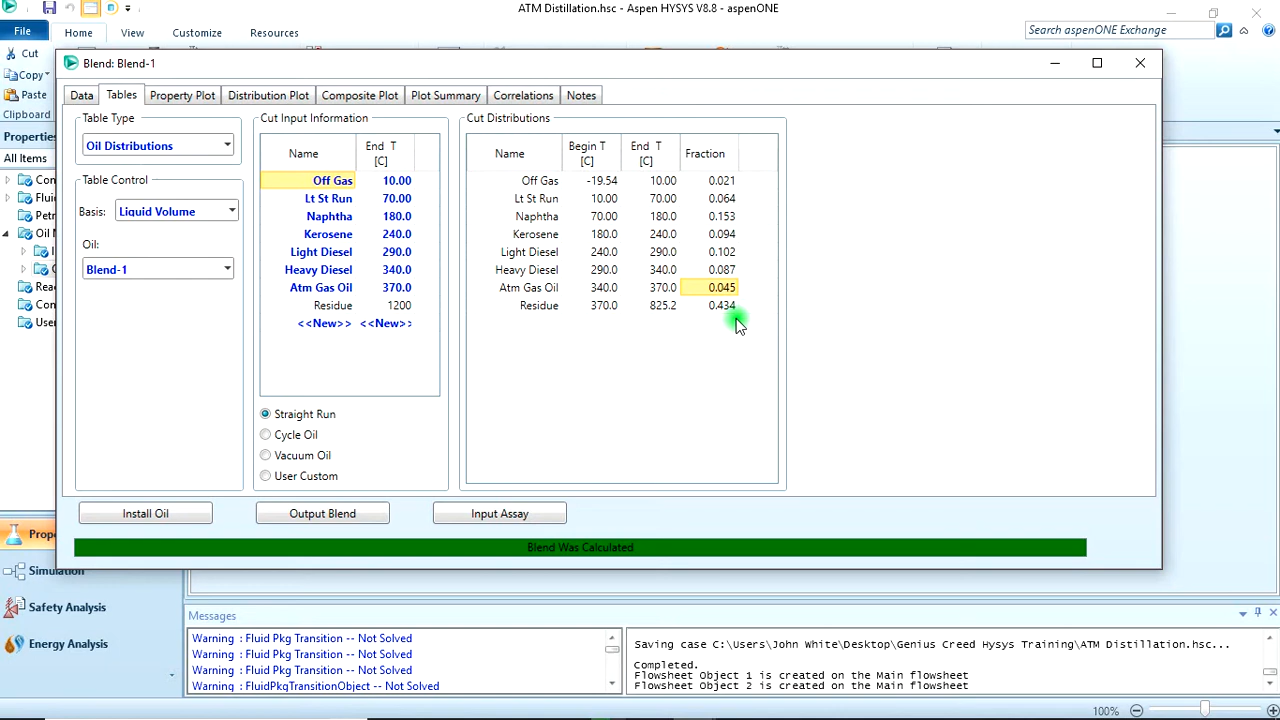 ATM Distillation.hsc - Aspen HYSYS V8.8 - aspenONE
File Home View Customize Resources Search aspenONE Exchange
Cut
Copy
Paste
Clipboard
Blend: Blend-1
Data Tables Property Plot Distribution Plot Composite Plot Plot Summary Correlations Notes
Table Type
Oil Distributions
Table Control
Basis: Liquid Volume
Oil:
Blend-1
Cut Input Information
Name End T [C]
Off Gas 10.00
Lt St Run 70.00
Naphtha 180.0
Kerosene 240.0
Light Diesel 290.0
Heavy Diesel 340.0
Atm Gas Oil 370.0
Residue 1200
<<New>> <<New>>
Straight Run
Cycle Oil
Vacuum Oil
User Custom
Cut Distributions
Name Begin T [C] End T [C] Fraction
Off Gas -19.54 10.00 0.021
Lt St Run 10.00 70.00 0.064
Naphtha 70.00 180.0 0.153
Kerosene 180.0 240.0 0.094
Light Diesel 240.0 290.0 0.102
Heavy Diesel 290.0 340.0 0.087
Atm Gas Oil 340.0 370.0 0.045
Residue 370.0 825.2 0.434
Install Oil Output Blend Input Assay
Blend Was Calculated
Properties
All Items
Con
Flui
Petr
Oil M
Rea
Con
User
Prop
Simulation
Safety Analysis
Energy Analysis
Messages
Warning : Fluid Pkg Transition -- Not Solved
Warning : Fluid Pkg Transition -- Not Solved
Warning : Fluid Pkg Transition -- Not Solved
Warning : FluidPkgTransitionObject -- Not Solved
Saving case C:\Users\John White\Desktop\Genius Creed Hysys Training\ATM Distillation.hsc...
Completed.
Flowsheet Object 1 is created on the Main flowsheet
Flowsheet Object 2 is created on the Main flowsheet
100%